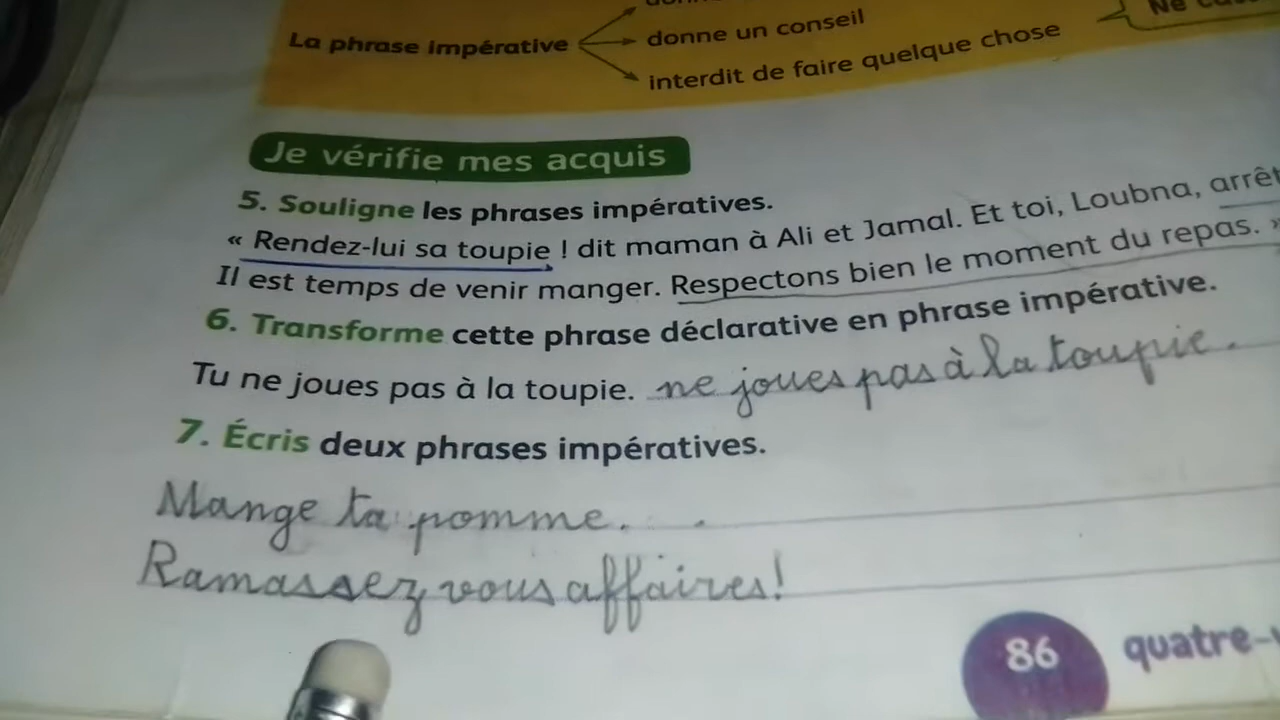 La phrase impérative
donne un conseil
interdit de faire quelque chose
Ne
Je vérifie mes acquis
5. Souligne les phrases impératives.
« Rendez-lui sa toupie ! dit maman à Ali et Jamal. Et toi, Loubna, arrêt
Il est temps de venir manger. Respectons bien le moment du repas. »
6. Transforme cette phrase déclarative en phrase impérative.
Tu ne joues pas à la toupie. ne joues pas à la toupie.
7. Écris deux phrases impératives.
Mange ta pomme.
Ramassez vous affaires!
86 quatre-